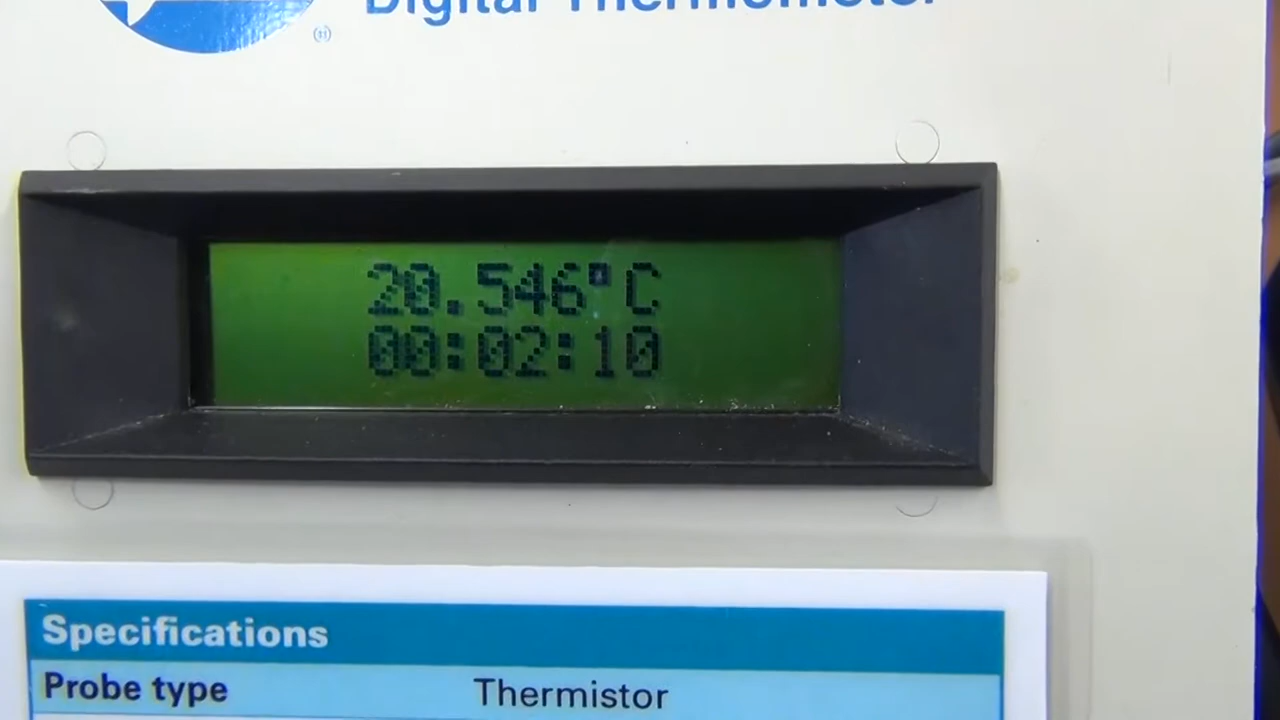 Digital Thermometer
®
20.546°C
00:02:10
Specifications
Probe type Thermistor